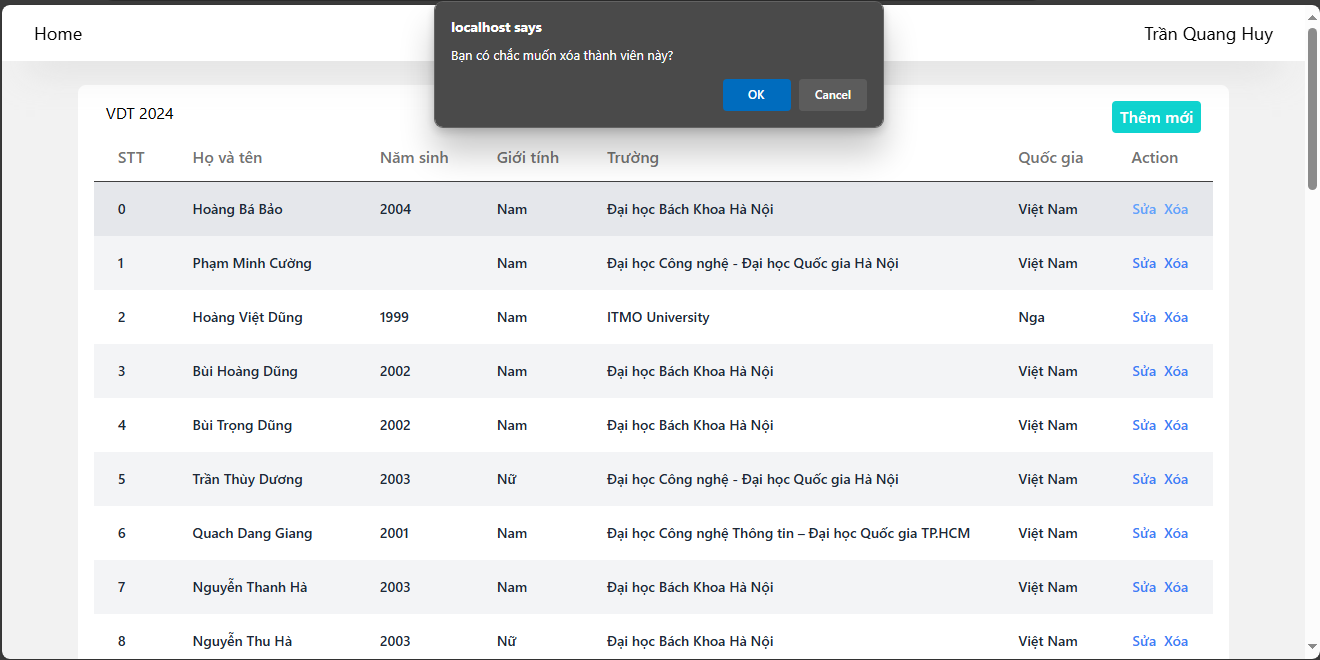 Home
Trần Quang Huy
localhost says
Bạn có chắc muốn xóa thành viên này?
OK Cancel
VDT 2024
Thêm mới
STT Họ và tên Năm sinh Giới tính Trường Quốc gia Action
0 Hoàng Bá Bảo 2004 Nam Đại học Bách Khoa Hà Nội Việt Nam Sửa Xóa
1 Phạm Minh Cường Nam Đại học Công nghệ - Đại học Quốc gia Hà Nội Việt Nam Sửa Xóa
2 Hoàng Việt Dũng 1999 Nam ITMO University Nga Sửa Xóa
3 Bùi Hoàng Dũng 2002 Nam Đại học Bách Khoa Hà Nội Việt Nam Sửa Xóa
4 Bùi Trọng Dũng 2002 Nam Đại học Bách Khoa Hà Nội Việt Nam Sửa Xóa
5 Trần Thùy Dương 2003 Nữ Đại học Công nghệ - Đại học Quốc gia Hà Nội Việt Nam Sửa Xóa
6 Quach Dang Giang 2001 Nam Đại học Công nghệ Thông tin – Đại học Quốc gia TP.HCM Việt Nam Sửa Xóa
7 Nguyễn Thanh Hà 2003 Nam Đại học Bách Khoa Hà Nội Việt Nam Sửa Xóa
8 Nguyễn Thu Hà 2003 Nữ Đại học Bách Khoa Hà Nội Việt Nam Sửa Xóa